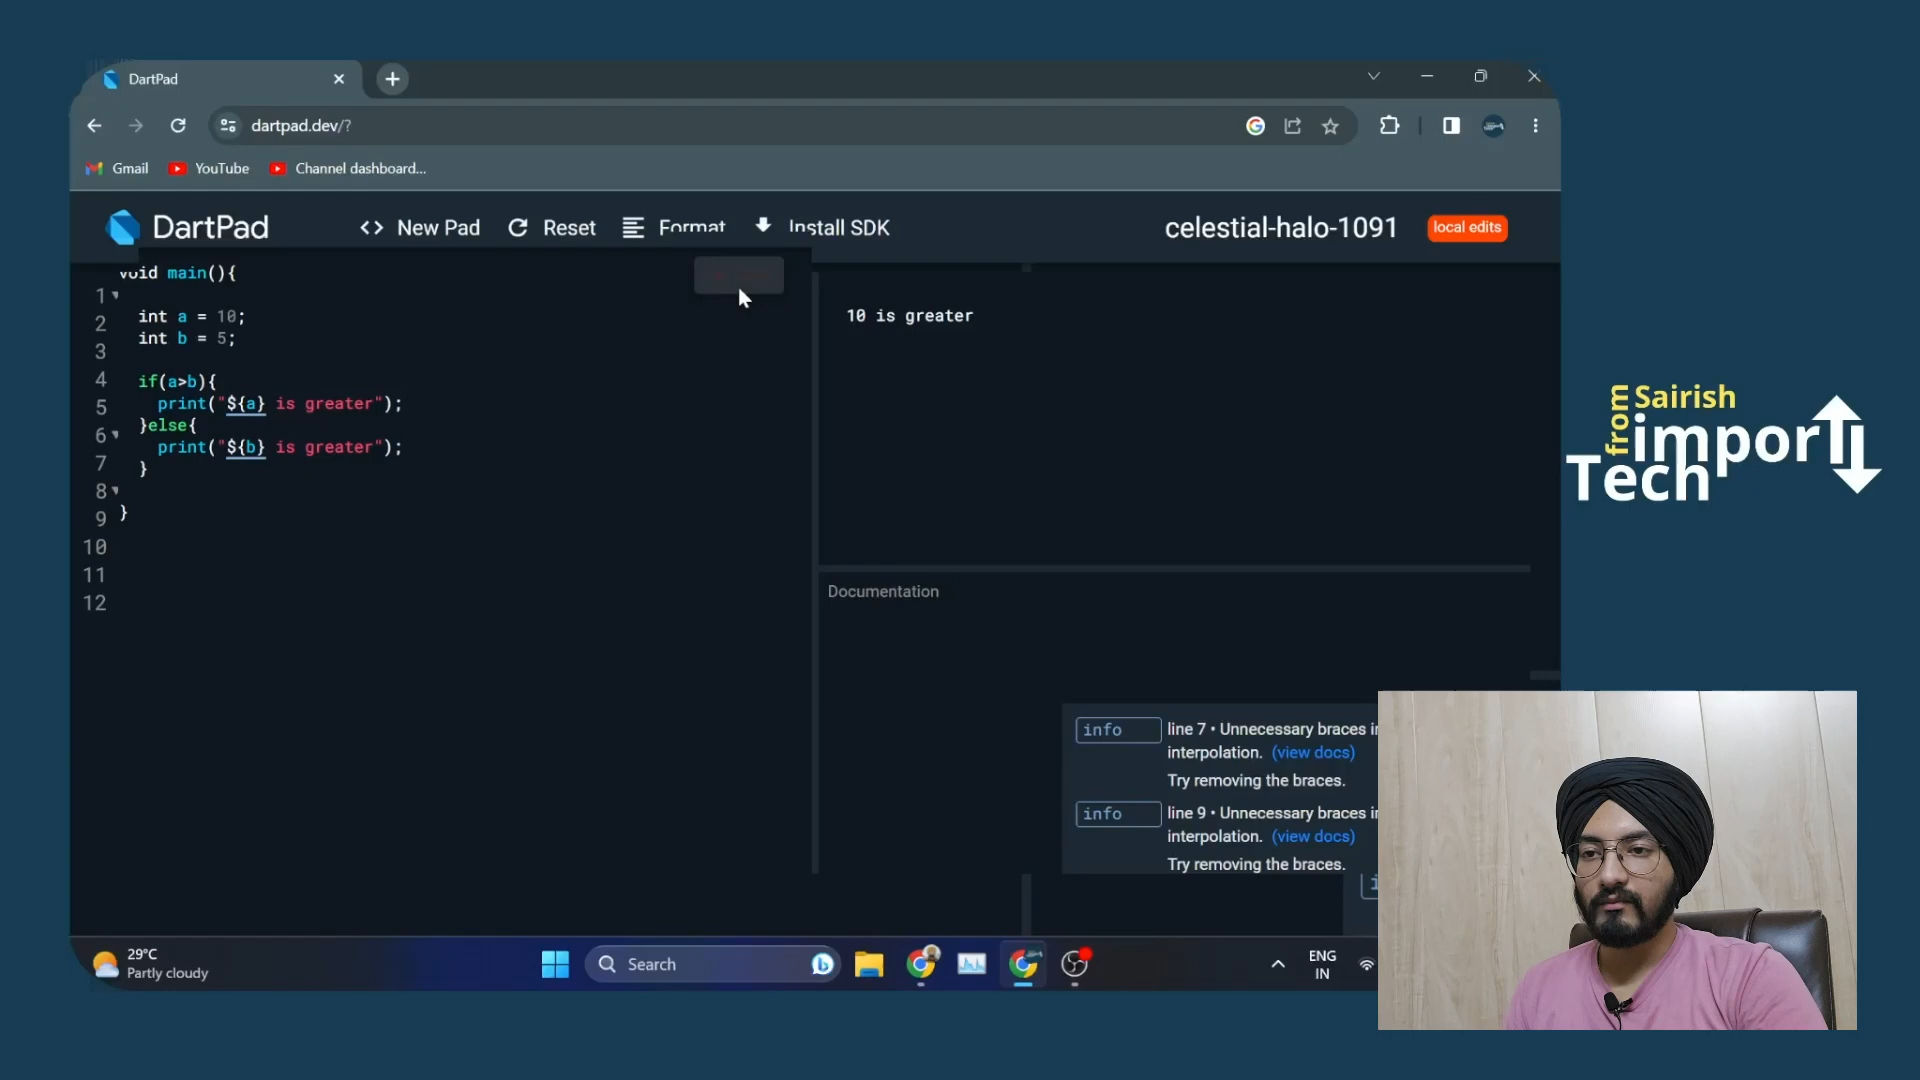 DartPad
dartpad.dev/?
Gmail
YouTube
Channel dashboard...
DartPad
<> New Pad
Reset
Format
Install SDK
celestial-halo-1091
local edits
void main(){
1
2
3
4
5
6
7
8
9
10
11
12
int a = 10;
int b = 5;
if(a>b){
print("${a} is greater");
}else{
print("${b} is greater");
}
}
10 is greater
Documentation
info
line 7 • Unnecessary braces
interpolation. (view docs)
Try removing the braces.
info
line 9 • Unnecessary braces
interpolation. (view docs)
Try removing the braces.
from
Sairish
import
Tech
29°C
Partly cloudy
Search
ENG
IN